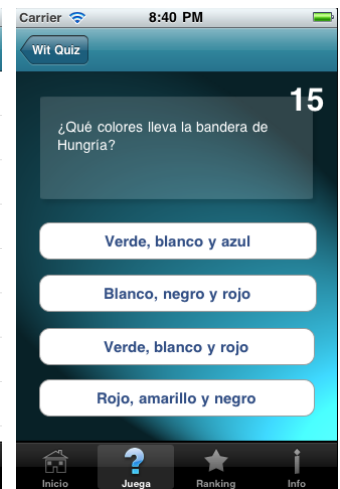 Carrier 8:40 PM
Wit Quiz
15
¿Qué colores lleva la bandera de
Hungría?
Verde, blanco y azul
Blanco, negro y rojo
Verde, blanco y rojo
Rojo, amarillo y negro
Inicio Juega Ranking Info